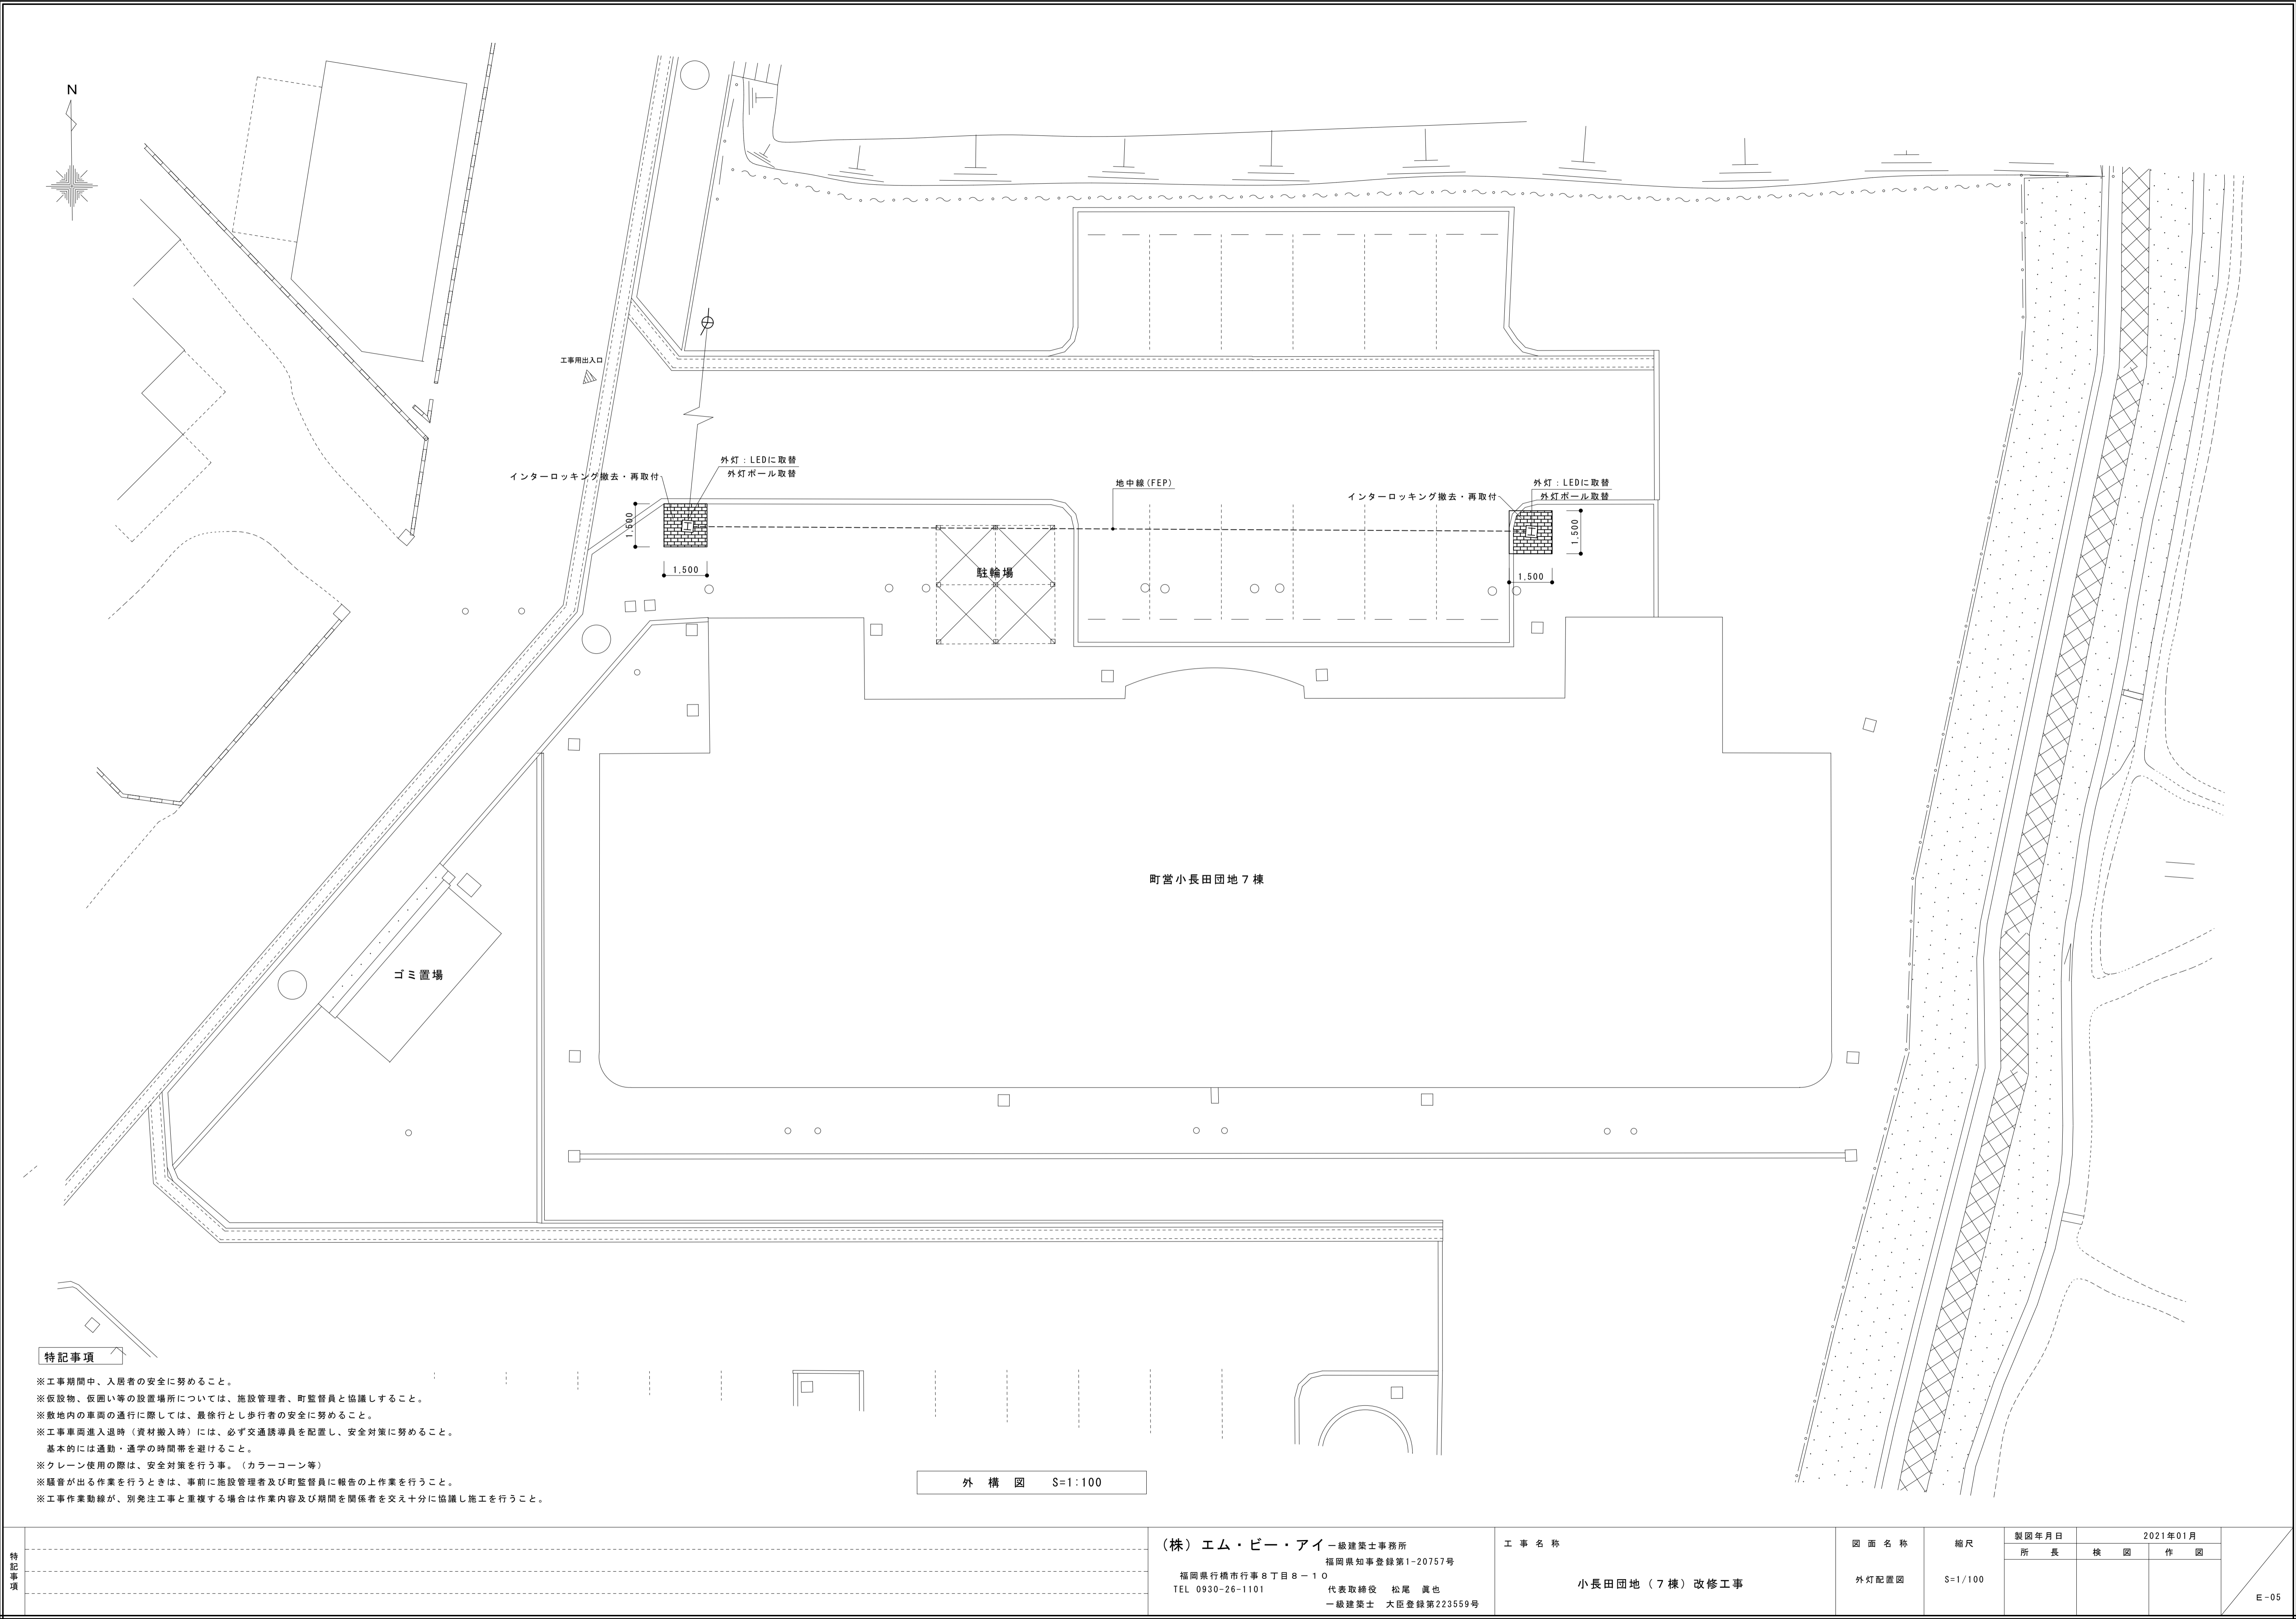 N
工事用出入口
外灯：LEDに取替
外灯ポール取替
インターロッキング撤去・再取付
1,500
1,500
地中線(FEP)
外灯：LEDに取替
外灯ポール取替
インターロッキング撤去・再取付
1,500
1,500
駐輪場
町営小長田団地７棟
ゴミ置場
特記事項
※工事期間中、入居者の安全に努めること。
※仮設物、仮囲い等の設置場所については、施設管理者、町監督員と協議しすること。
※敷地内の車両の通行に際しては、最徐行とし歩行者の安全に努めること。
※工事車両進入退時（資材搬入時）には、必ず交通誘導員を配置し、安全対策に努めること。
基本的には通勤・通学の時間帯を避けること。
※クレーン使用の際は、安全対策を行う事。（カラーコーン等）
※騒音が出る作業を行うときは、事前に施設管理者及び町監督員に報告の上作業を行うこと。
※工事作業動線が、別発注工事と重複する場合は作業内容及び期間を関係者を交え十分に協議し施工を行うこと。
外　構　図　S=1:100
特記事項
（株）エム・ビー・アイ一級建築士事務所
福岡県知事登録第1-20757号
福岡県行橋市行事８丁目８－１０
TEL 0930-26-1101　代表取締役　松尾　眞也
一級建築士　大臣登録第223559号
工 事 名 称
小長田団地（７棟）改修工事
図 面 名 称
外灯配置図
縮尺
S=1/100
製図年月日　2021年01月
所　長　検　図　作　図
E-05